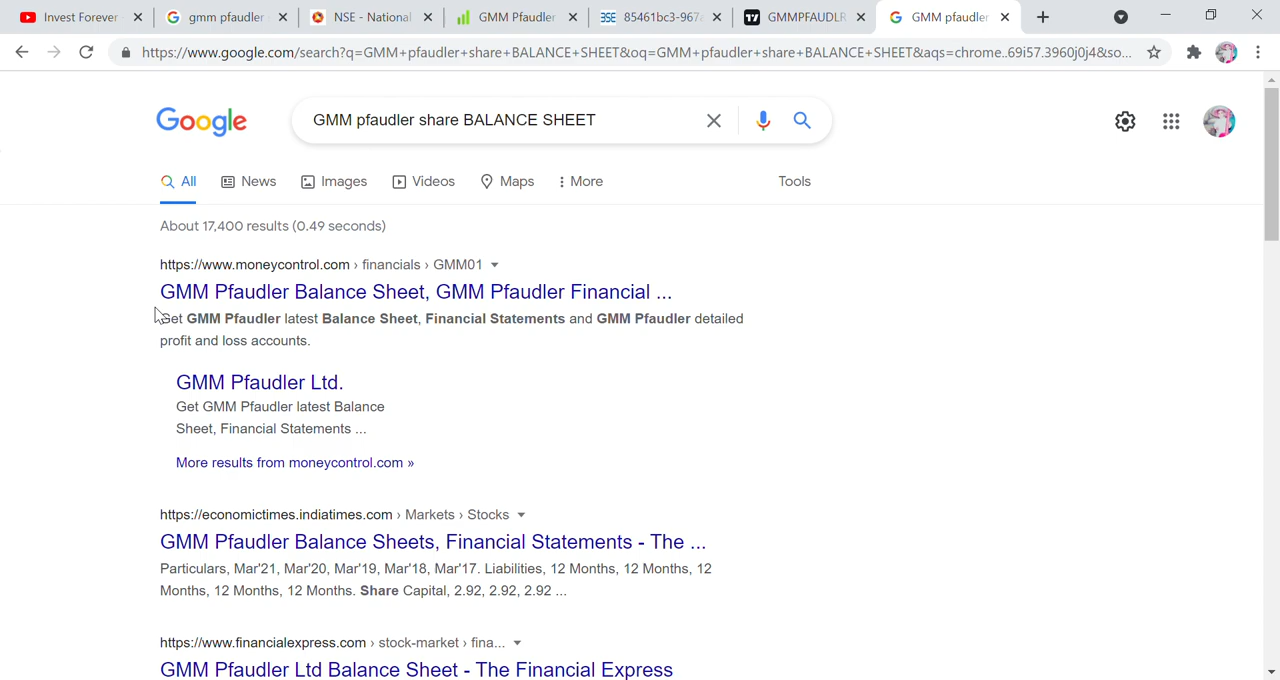 Invest Forever
gmm pfaudler
NSE - National
GMM Pfaudler
85461bc3-967
GMMPFAUDLR
GMM pfaudler
https://www.google.com/search?q=GMM+pfaudler+share+BALANCE+SHEET&oq=GMM+pfaudler+share+BALANCE+SHEET&aqs=chrome..69i57.3960j0j4&so...
Google
GMM pfaudler share BALANCE SHEET
All News Images Videos Maps More Tools
About 17,400 results (0.49 seconds)
https://www.moneycontrol.com › financials › GMM01
GMM Pfaudler Balance Sheet, GMM Pfaudler Financial ...
Get GMM Pfaudler latest Balance Sheet, Financial Statements and GMM Pfaudler detailed
profit and loss accounts.
GMM Pfaudler Ltd.
Get GMM Pfaudler latest Balance
Sheet, Financial Statements ...
More results from moneycontrol.com »
https://economictimes.indiatimes.com › Markets › Stocks
GMM Pfaudler Balance Sheets, Financial Statements - The ...
Particulars, Mar'21, Mar'20, Mar'19, Mar'18, Mar'17. Liabilities, 12 Months, 12 Months, 12
Months, 12 Months, 12 Months. Share Capital, 2.92, 2.92, 2.92 ...
https://www.financialexpress.com › stock-market › fina...
GMM Pfaudler Ltd Balance Sheet - The Financial Express